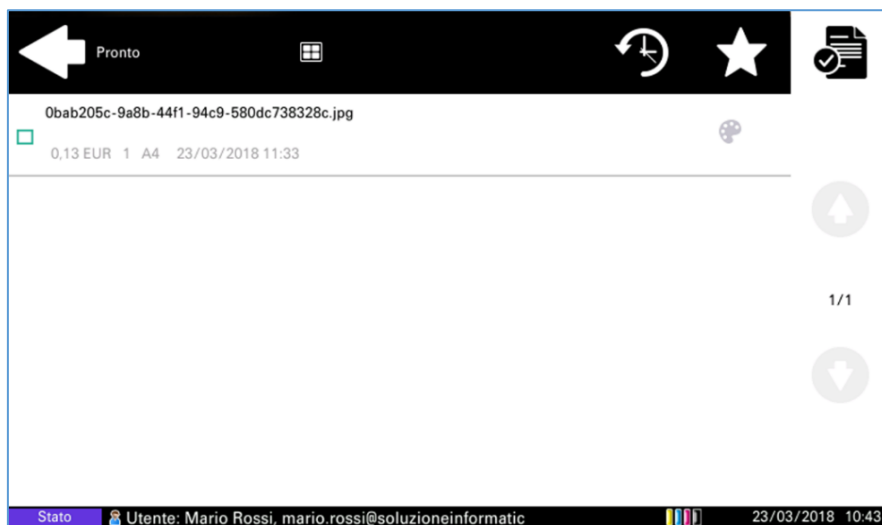 Pronto
0bab205c-9a8b-44f1-94c9-580dc738328c.jpg
0,13 EUR 1 A4 23/03/2018 11:33
1/1
Stato Utente: Mario Rossi, mario.rossi@soluzioneinformatic 23/03/2018 10:43